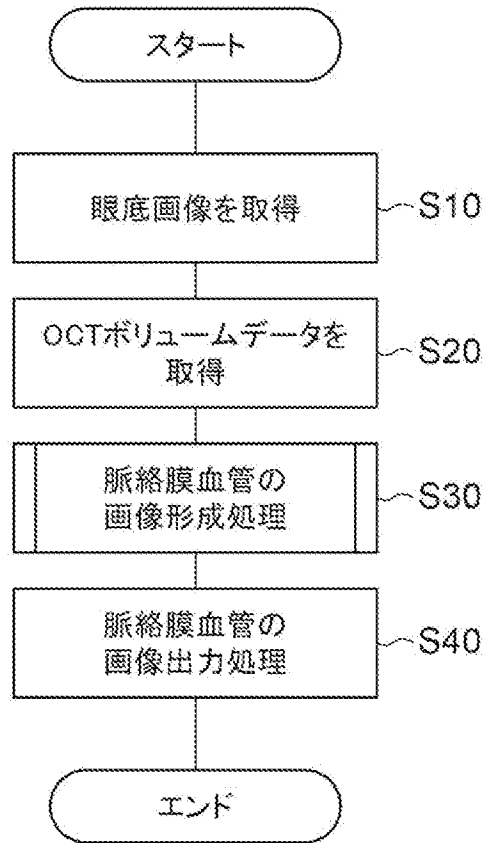 スタート
眼底画像を取得
S10
OCTボリュームデータを
取得
S20
脈絡膜血管の
画像形成処理
S30
脈絡膜血管の
画像出力処理
S40
エンド